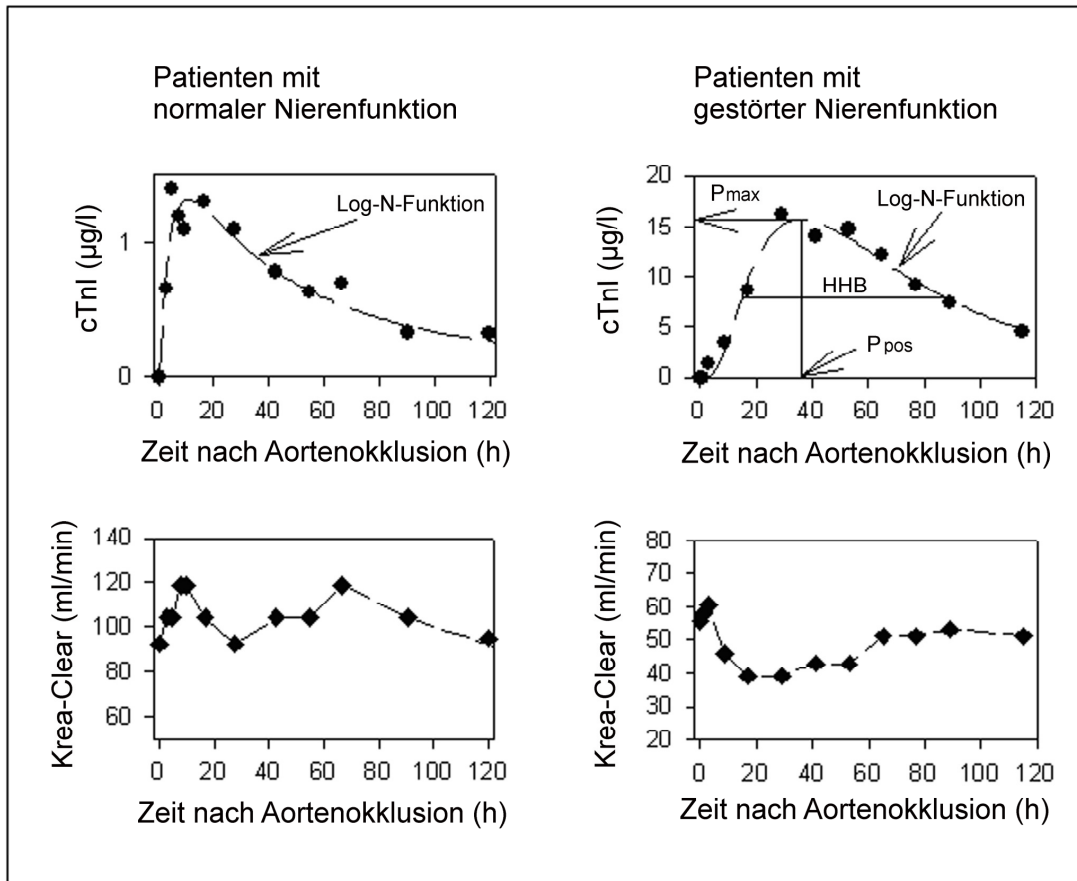 Patienten mit
normaler Nierenfunktion
cTnI (µg/l)
1
0
Log-N-Funktion
0 20 40 60 80 100 120
Zeit nach Aortenokklusion (h)
Patienten mit
gestörter Nierenfunktion
cTnI (µg/l)
20
15
10
5
0
Pmax
Log-N-Funktion
HHB
Ppos
0 20 40 60 80 100 120
Zeit nach Aortenokklusion (h)
Krea-Clear (ml/min)
140
120
100
80
60
0 20 40 60 80 100 120
Zeit nach Aortenokklusion (h)
Krea-Clear (ml/min)
80
70
60
50
40
30
20
0 20 40 60 80 100 120
Zeit nach Aortenokklusion (h)